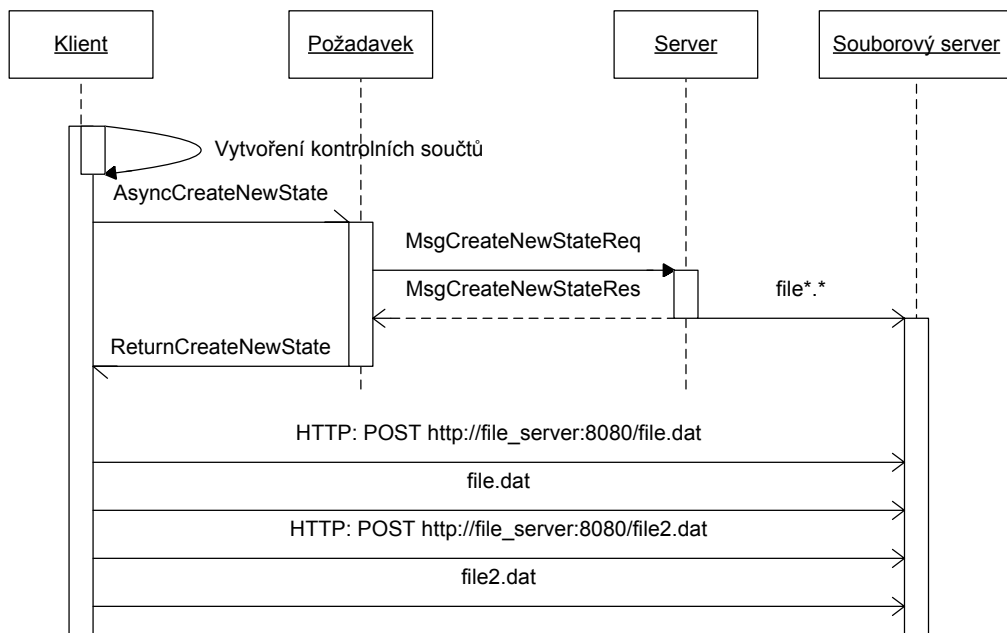 Klient
Požadavek
Server
Souborový server
Vytvoření kontrolních součtů
AsyncCreateNewState
MsgCreateNewStateReq
MsgCreateNewStateRes
file*.*
ReturnCreateNewState
HTTP: POST http://file_server:8080/file.dat
file.dat
HTTP: POST http://file_server:8080/file2.dat
file2.dat